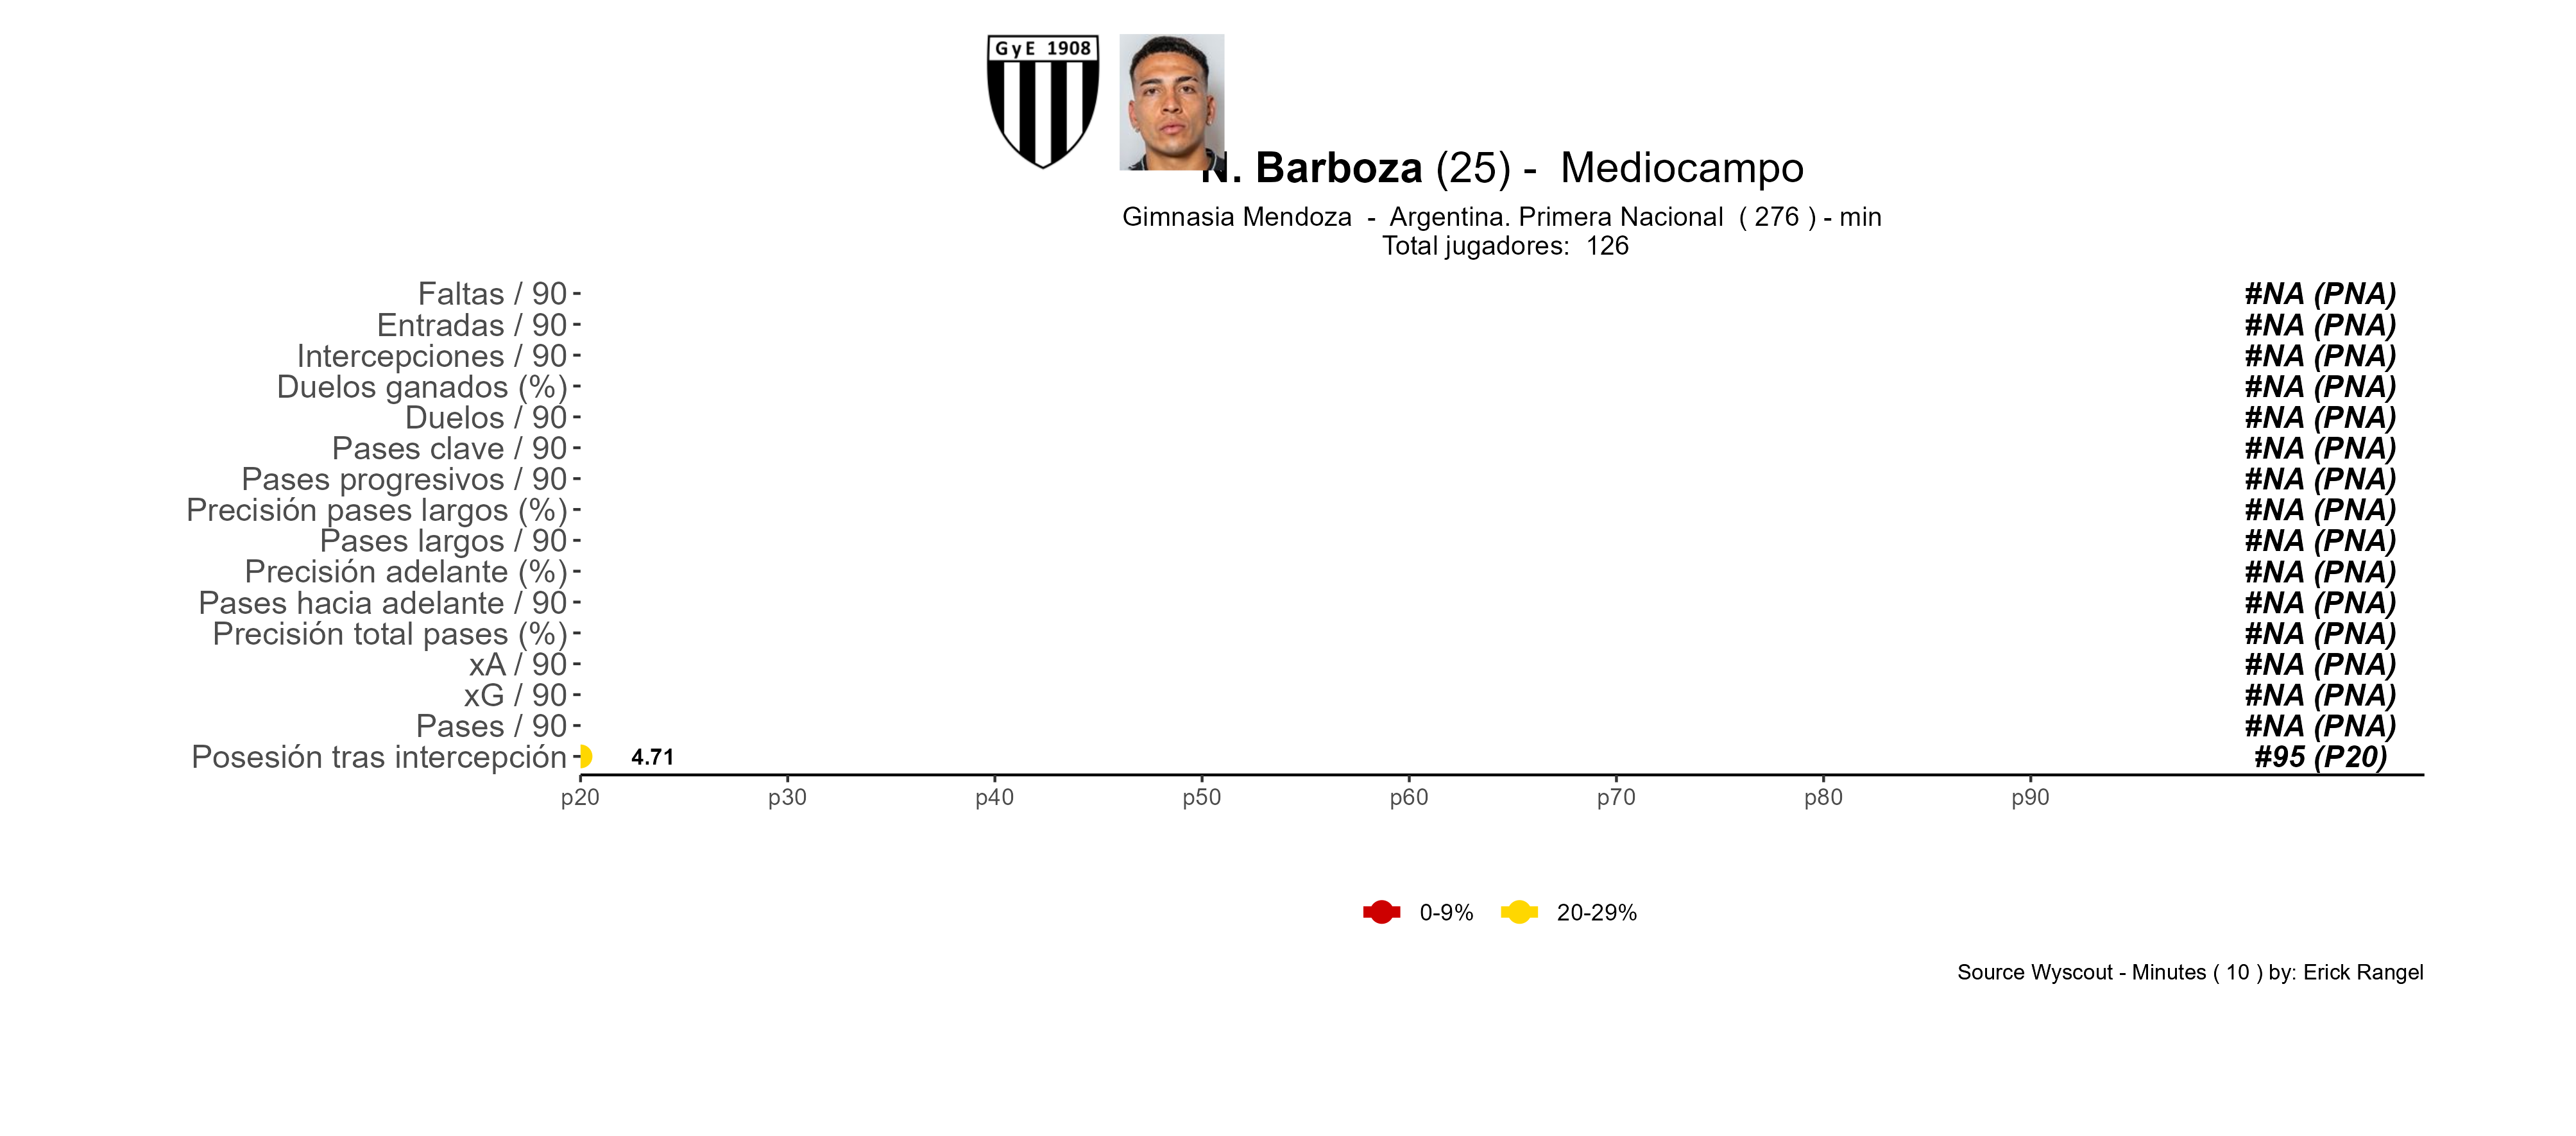 GyE 1908
N. Barboza (25) - Mediocampo
Gimnasia Mendoza - Argentina. Primera Nacional ( 276 ) - min
Total jugadores: 126
Faltas / 90 #NA (PNA)
Entradas / 90 #NA (PNA)
Intercepciones / 90 #NA (PNA)
Duelos ganados (%) #NA (PNA)
Duelos / 90 #NA (PNA)
Pases clave / 90 #NA (PNA)
Pases progresivos / 90 #NA (PNA)
Precisión pases largos (%) #NA (PNA)
Pases largos / 90 #NA (PNA)
Precisión adelante (%) #NA (PNA)
Pases hacia adelante / 90 #NA (PNA)
Precisión total pases (%) #NA (PNA)
xA / 90 #NA (PNA)
xG / 90 #NA (PNA)
Pases / 90 #NA (PNA)
Posesión tras intercepción 4.71 #95 (P20)
p20 p30 p40 p50 p60 p70 p80 p90
0-9% 20-29%
Source Wyscout - Minutes ( 10 ) by: Erick Rangel